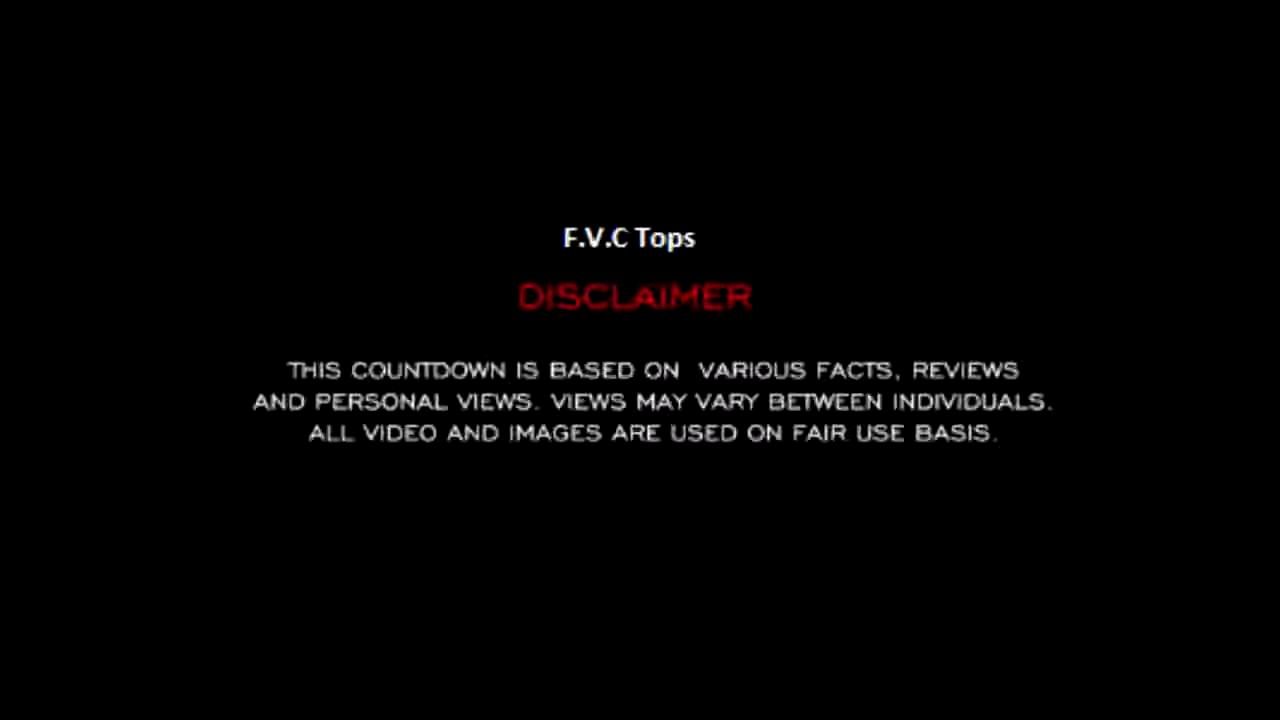 F.V.C Tops
DISCLAIMER
THIS COUNTDOWN IS BASED ON  VARIOUS FACTS, REVIEWS
AND PERSONAL VIEWS. VIEWS MAY VARY BETWEEN INDIVIDUALS.
ALL VIDEO AND IMAGES ARE USED ON FAIR USE BASIS.